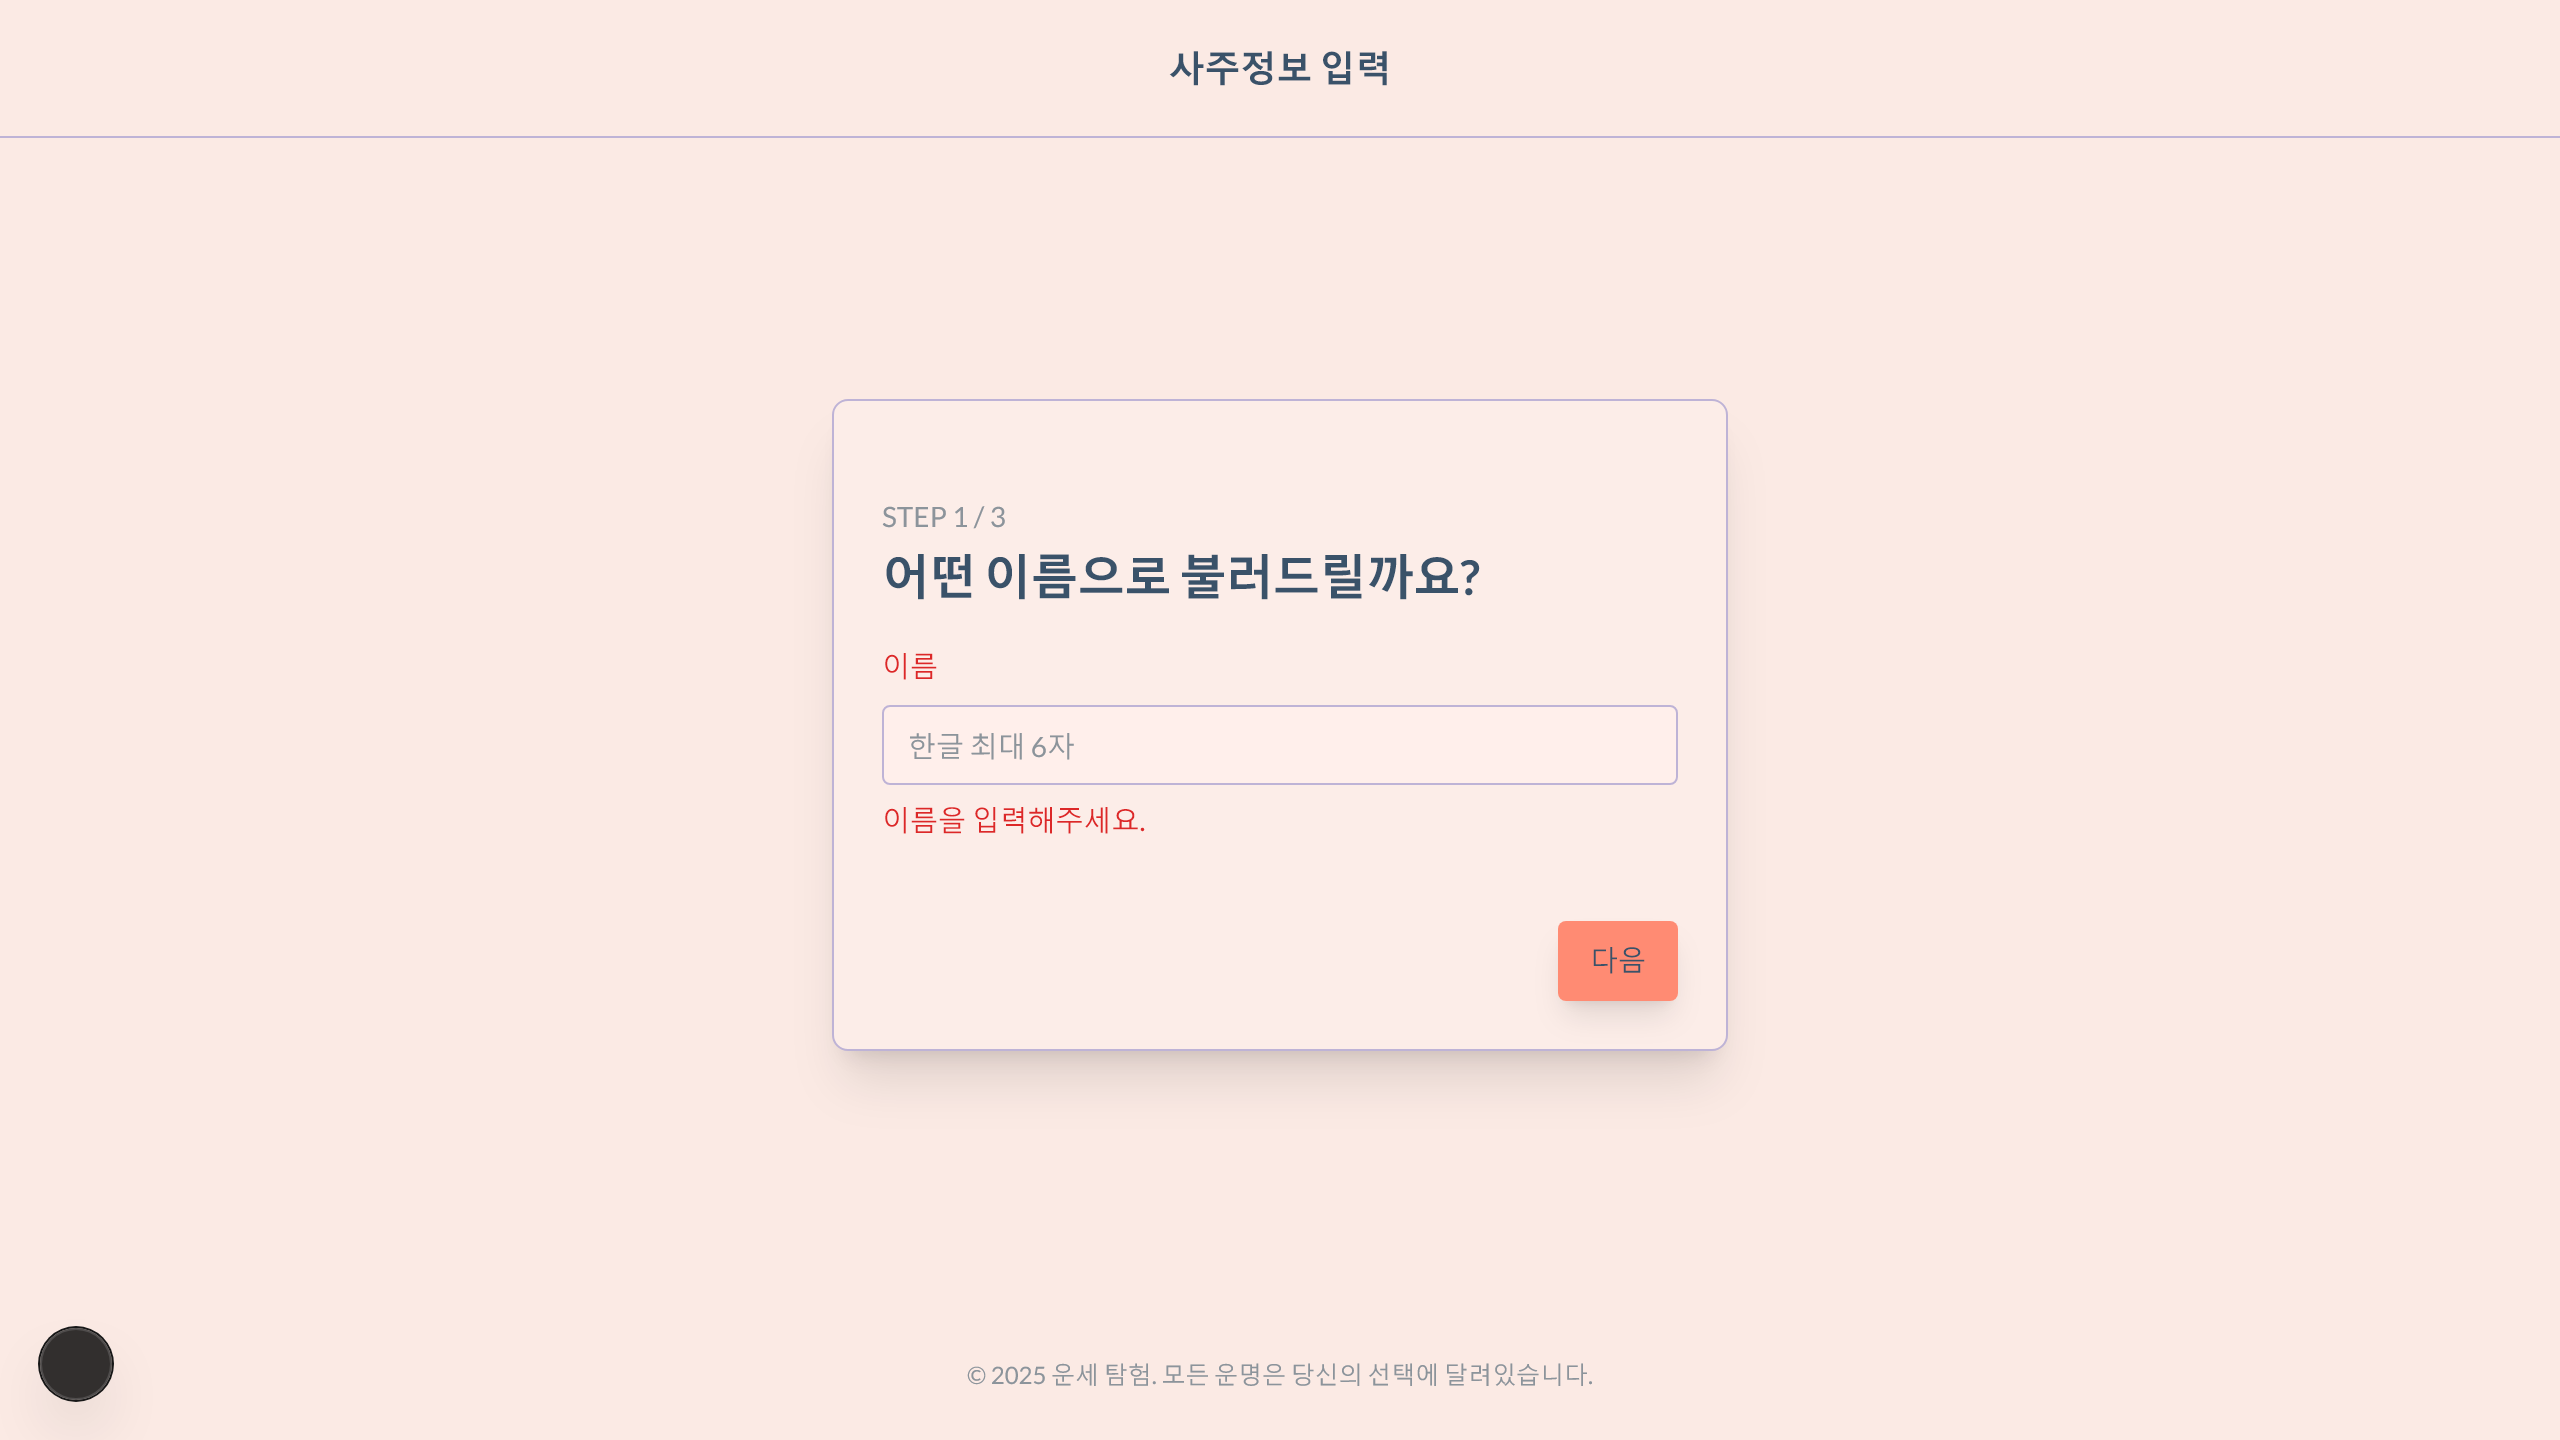 사주정보 입력
STEP 1 / 3
어떤 이름으로 불러드릴까요?
이름
한글 최대 6자
이름을 입력해주세요.
다음
© 2025 운세 탐험. 모든 운명은 당신의 선택에 달려있습니다.